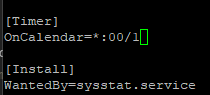 [Timer]
OnCalendar=*:00/1
[Install]
WantedBy=sysstat.service